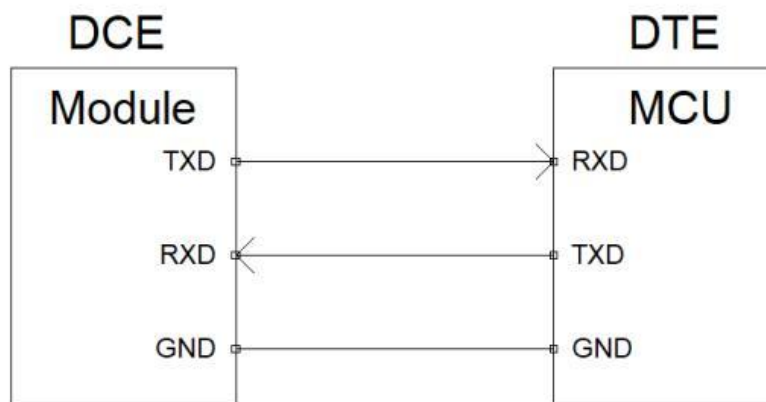 DCE DTE
Module MCU
TXD RXD
RXD TXD
GND GND